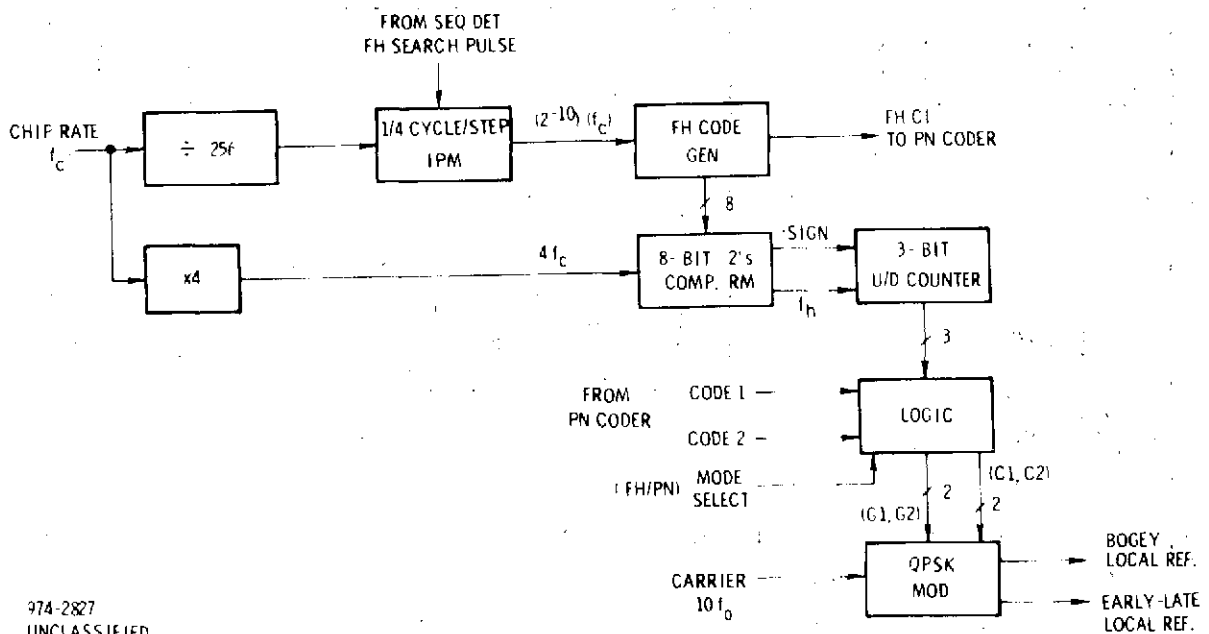 FROM SEQ DET
FH SEARCH PULSE
CHIP RATE
f_c
÷ 256
1/4 CYCLE/STEP
IPM
(2^-10) (f_c)
FH CODE
GEN
FH C1
TO PN CODER
8
x4
4 f_c
8- BIT 2's
COMP. RM
SIGN
f_h
3- BIT
U/D COUNTER
3
FROM
PN CODER
CODE 1
CODE 2
LOGIC
(FH/PN) MODE
SELECT
2
(G1, G2)
(C1, C2)
2
CARRIER
10 f_o
QPSK
MOD
BOGEY
LOCAL REF.
EARLY-LATE
LOCAL REF.
974-2827
UNCLASSIFIED